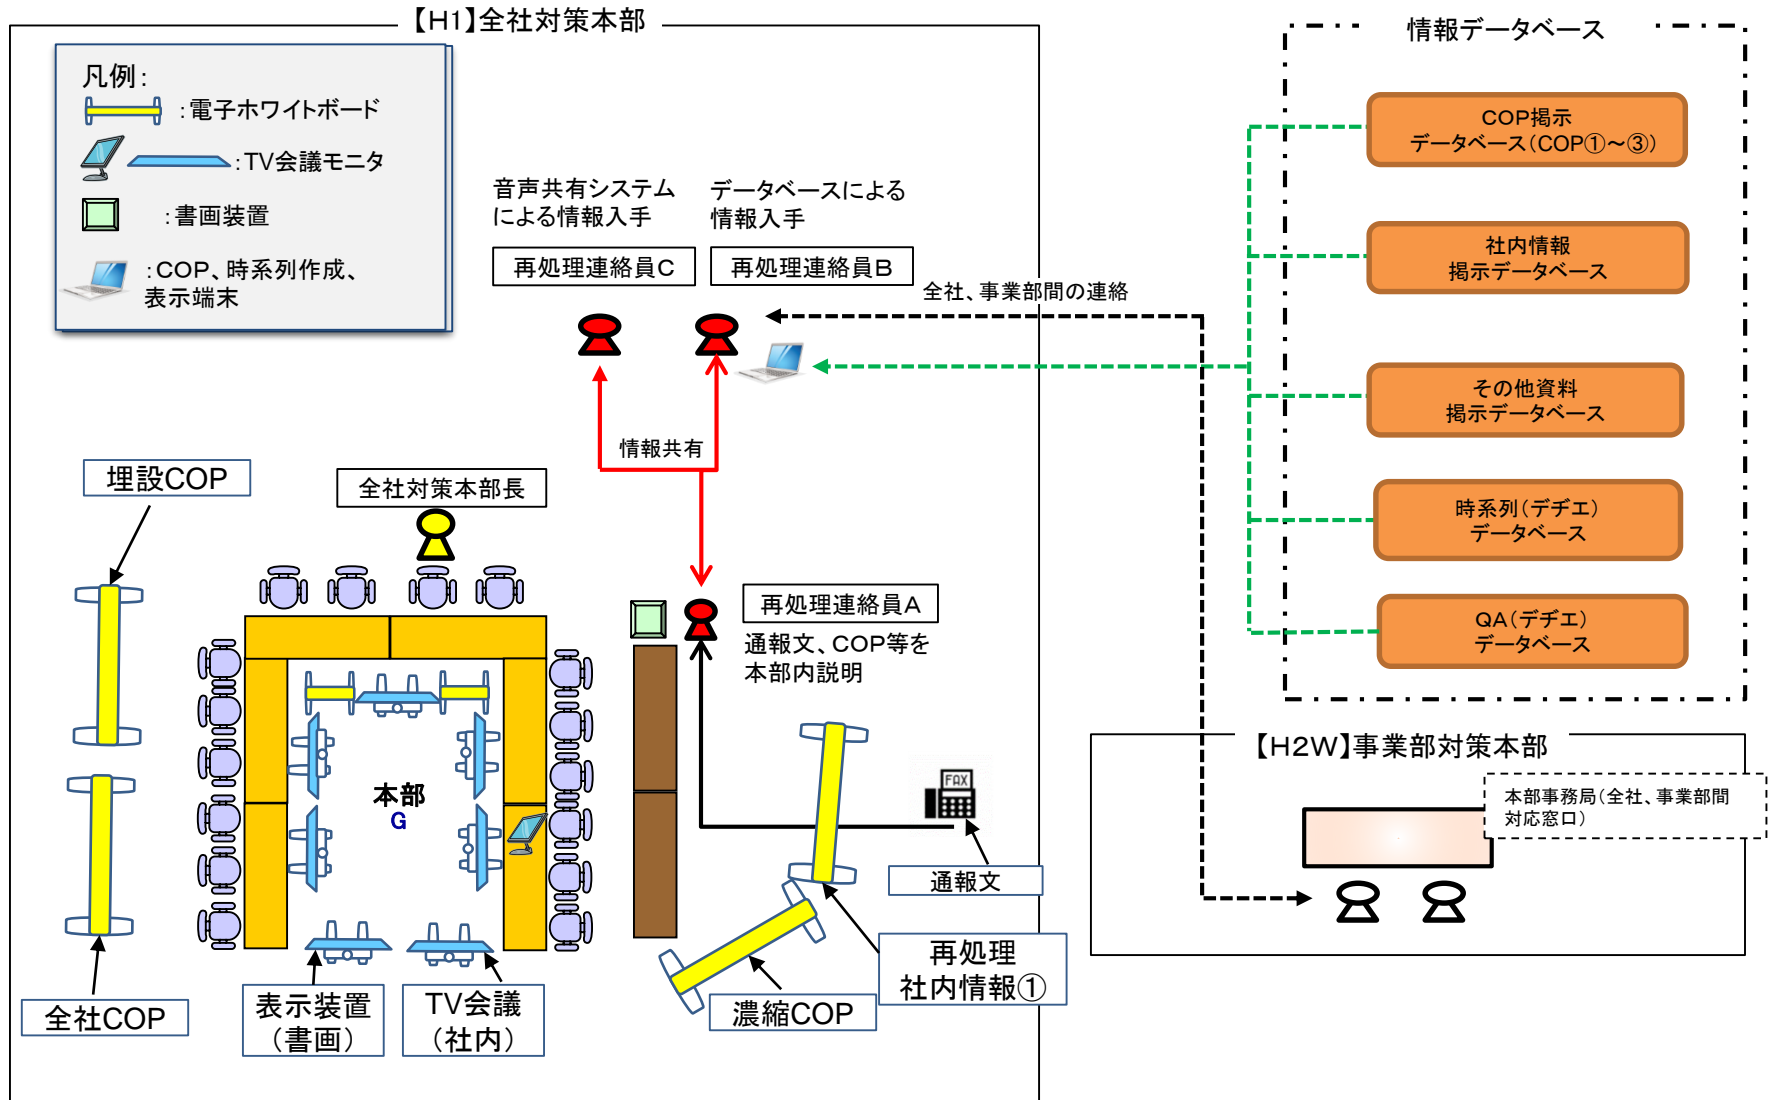 【H1】全社対策本部
凡例：
：電子ホワイトボード
：TV会議モニタ
：書画装置
：COP、時系列作成、
表示端末
音声共有システム
による情報入手
再処理連絡員C
データベースによる
情報入手
再処理連絡員B
全社、事業部間の連絡
情報共有
埋設COP
全社対策本部長
再処理連絡員A
通報文、COP等を
本部内説明
本部
G
FAX
通報文
全社COP
表示装置
（書画）
TV会議
（社内）
濃縮COP
再処理
社内情報①
情報データベース
COP掲示
データベース（COP①～③）
社内情報
掲示データベース
その他資料
掲示データベース
時系列（デヂエ）
データベース
QA（デヂエ）
データベース
【H2W】事業部対策本部
本部事務局（全社、事業部間
対応窓口）